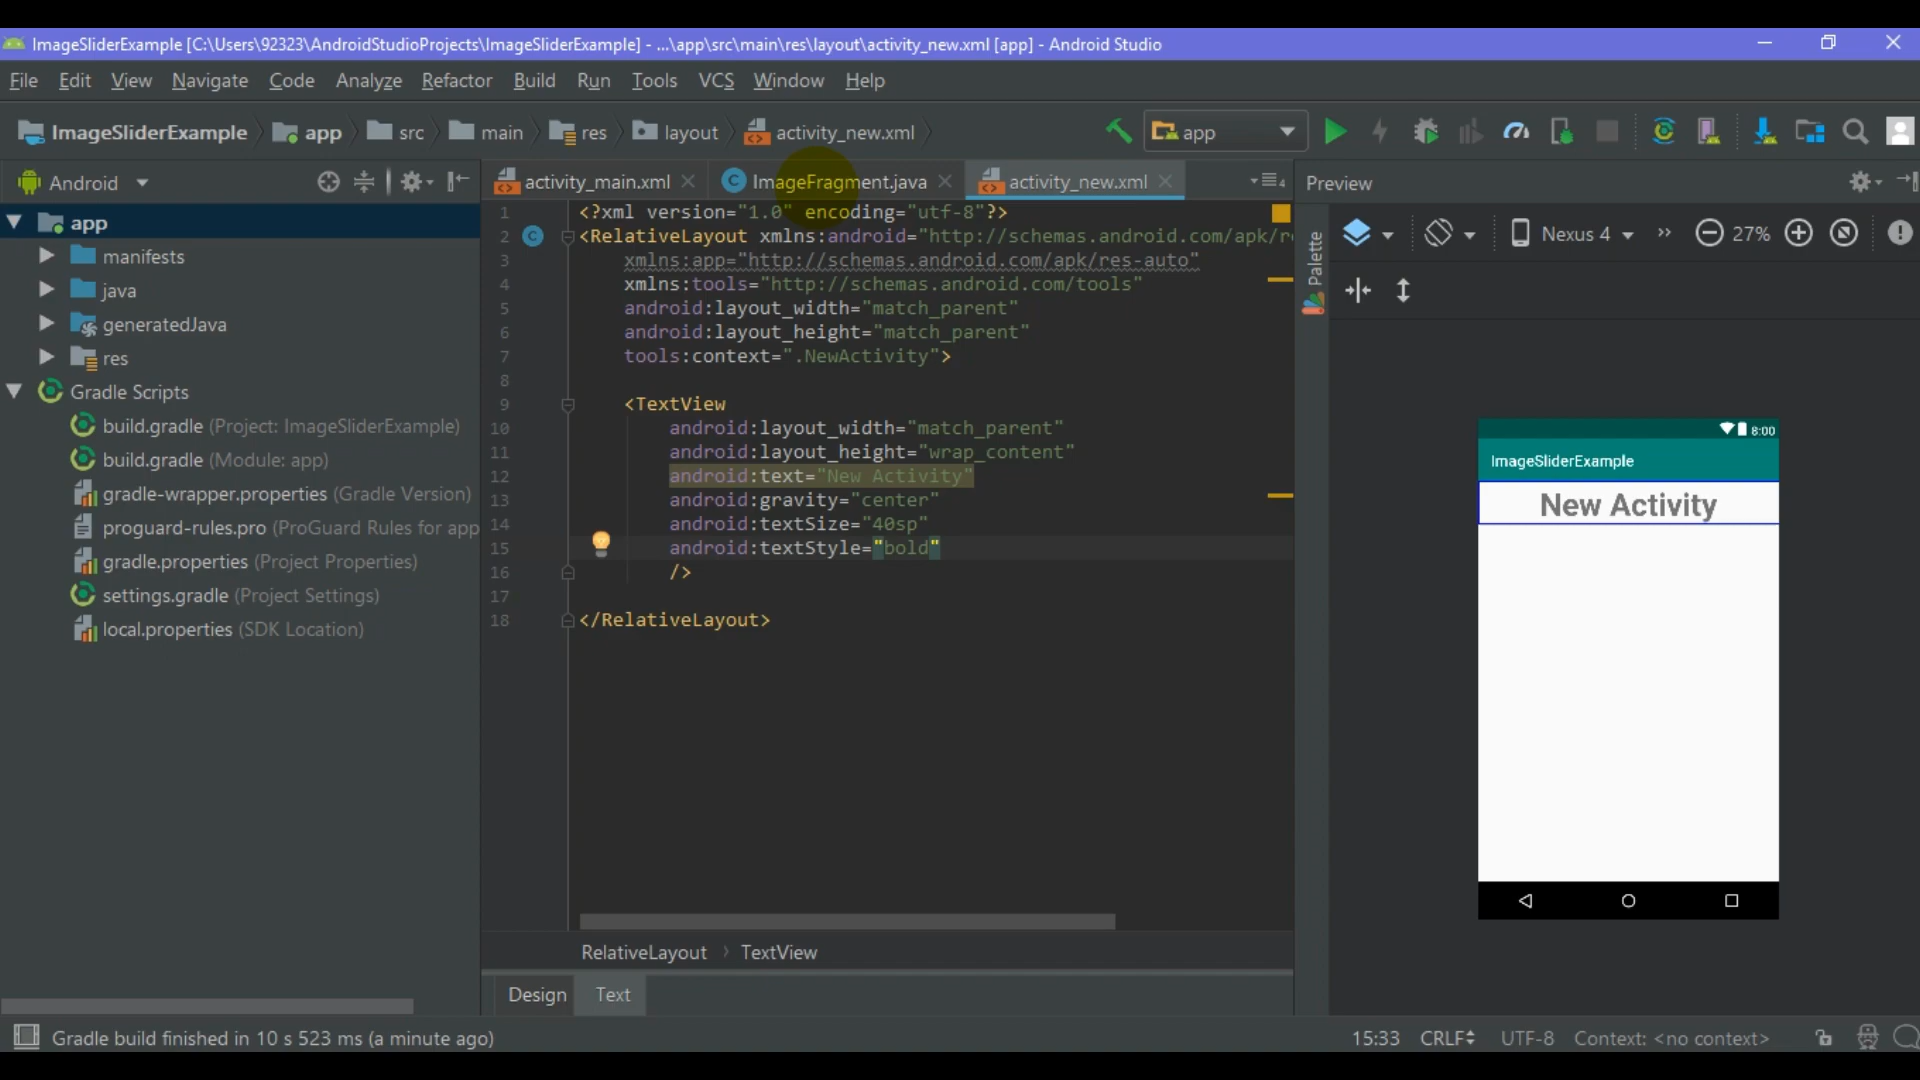 ImageSliderExample [C:\Users\92323\AndroidStudioProjects\ImageSliderExample] - ...\app\src\main\res\layout\activity_new.xml [app] - Android Studio
File Edit View Navigate Code Analyze Refactor Build Run Tools VCS Window Help
ImageSliderExample app src main res layout activity_new.xml app
Android
activity_main.xml ImageFragment.java activity_new.xml
Preview
app
manifests
java
generatedJava
res
Gradle Scripts
build.gradle (Project: ImageSliderExample)
build.gradle (Module: app)
gradle-wrapper.properties (Gradle Version)
proguard-rules.pro (ProGuard Rules for app
gradle.properties (Project Properties)
settings.gradle (Project Settings)
local.properties (SDK Location)
1 <?xml version="1.0" encoding="utf-8"?>
2 <RelativeLayout xmlns:android="http://schemas.android.com/apk/r
3 xmlns:app="http://schemas.android.com/apk/res-auto"
4 xmlns:tools="http://schemas.android.com/tools"
5 android:layout_width="match_parent"
6 android:layout_height="match_parent"
7 tools:context=".NewActivity">
8
9 <TextView
10 android:layout_width="match_parent"
11 android:layout_height="wrap_content"
12 android:text="New Activity"
13 android:gravity="center"
14 android:textSize="40sp"
15 android:textStyle="bold"
16 />
17
18 </RelativeLayout>
RelativeLayout TextView
Design Text
Palette
Nexus 4 27%
8:00
ImageSliderExample
New Activity
Gradle build finished in 10 s 523 ms (a minute ago)
15:33 CRLF UTF-8 Context: <no context>